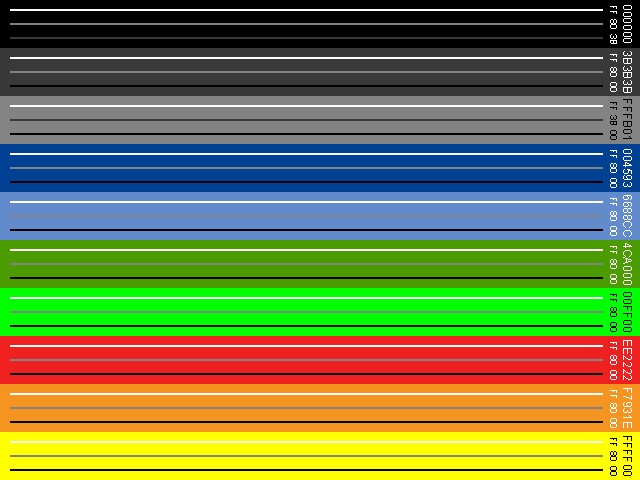 000000
FF 80 3B
3B3B3B
FF 80 00
FFFB01
FF 3B 00
004593
FF 80 00
6688CC
FF 80 00
4CA000
FF 80 00
00FF00
FF 80 00
EE2222
FF 80 00
F7931E
FF 80 00
FFFF00
FF 80 00